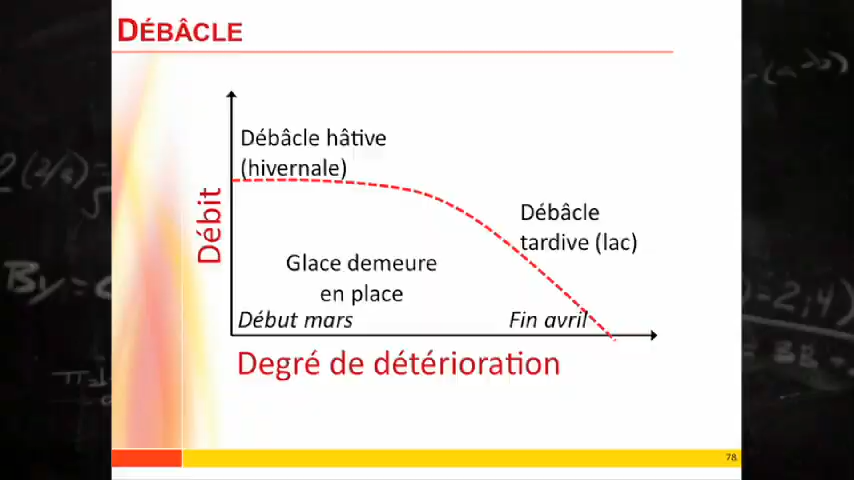 DÉBÂCLE
Débâcle hâtive
(hivernale)
Débâcle
tardive (lac)
Débit
Glace demeure
en place
Début mars
Fin avril
Degré de détérioration
78